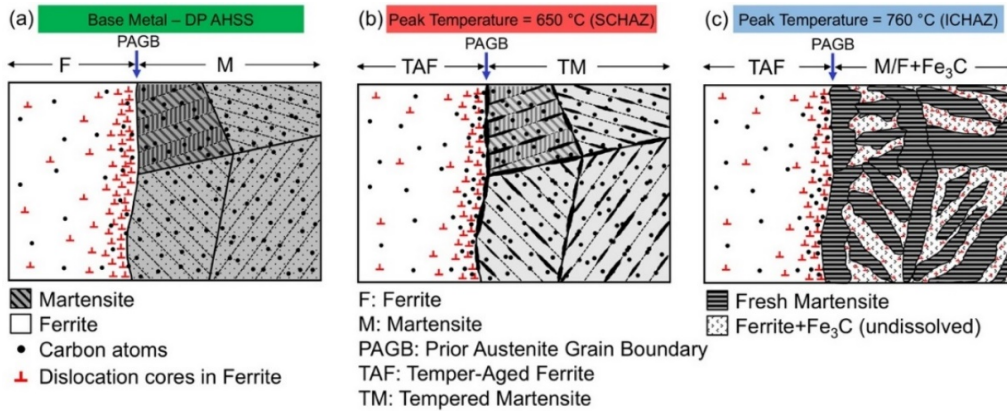 (a) Base Metal – DP AHSS
PAGB
F M
(b) Peak Temperature = 650 °C (SCHAZ)
PAGB
TAF TM
(c) Peak Temperature = 760 °C (ICHAZ)
PAGB
TAF M/F+Fe₃C
Martensite
Ferrite
Carbon atoms
Dislocation cores in Ferrite
F: Ferrite
M: Martensite
PAGB: Prior Austenite Grain Boundary
TAF: Temper-Aged Ferrite
TM: Tempered Martensite
Fresh Martensite
Ferrite+Fe₃C (undissolved)